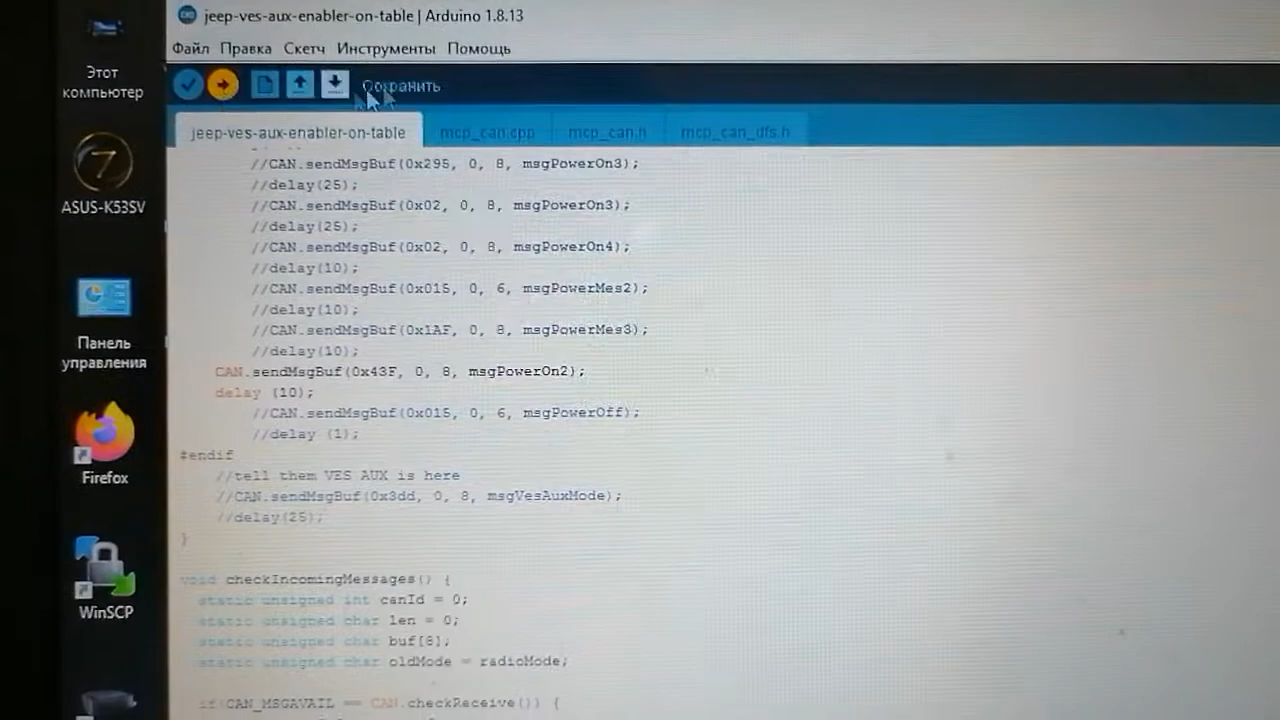 jeep-ves-aux-enabler-on-table | Arduino 1.8.13
Файл Правка Скетч Инструменты Помощь
Сохранить
jeep-ves-aux-enabler-on-table mcp_can.cpp mcp_can.h mcp_can_dfs.h
//CAN.sendMsgBuf(0x295, 0, 8, msgPowerOn3);
//delay(25);
//CAN.sendMsgBuf(0x02, 0, 8, msgPowerOn3);
//delay(25);
//CAN.sendMsgBuf(0x02, 0, 8, msgPowerOn4);
//delay(10);
//CAN.sendMsgBuf(0x015, 0, 6, msgPowerMes2);
//delay(10);
//CAN.sendMsgBuf(0x1AF, 0, 8, msgPowerMes3);
//delay(10);
CAN.sendMsgBuf(0x43F, 0, 8, msgPowerOn2);
delay (10);
//CAN.sendMsgBuf(0x015, 0, 6, msgPowerOff);
//delay (1);
#endif
//tell them VES AUX is here
//CAN.sendMsgBuf(0x3dd, 0, 8, msgVesAuxMode);
//delay(25);
}
void checkIncomingMessages() {
static unsigned int canId = 0;
static unsigned char len = 0;
static unsigned char buf[8];
static unsigned char oldMode = radioMode;
if(CAN_MSGAVAIL == CAN.checkReceive()) {
Этот
компьютер
ASUS-K53SV
Панель
управления
Firefox
WinSCP